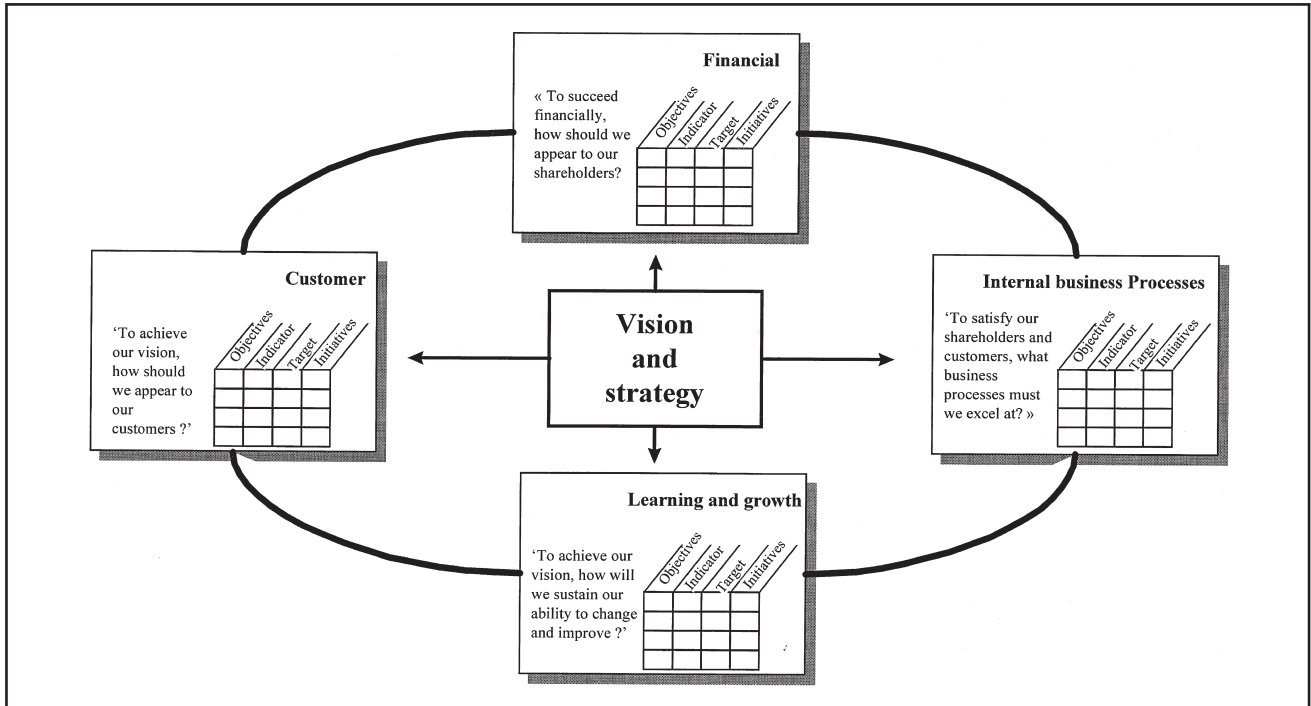 Financial
« To succeed
financially,
how should we
appear to our
shareholders?
Objectives
Indicator
Target
Initiatives
Customer
'To achieve
our vision,
how should
we appear to
our
customers ?'
Objectives
Indicator
Target
Initiatives
Vision
and
strategy
Internal business Processes
'To satisfy our
shareholders and
customers, what
business
processes must
we excel at? »
Objectives
Indicator
Target
Initiatives
Learning and growth
'To achieve our
vision, how will
we sustain our
ability to change
and improve ?'
Objectives
Indicator
Target
Initiatives